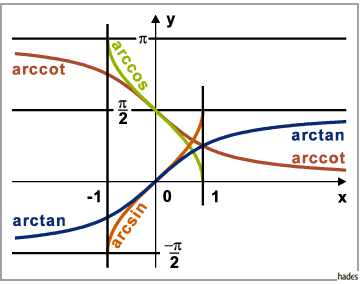 y
π
arccos
arccot
π
2
arctan
arccot
-1
0
1
x
arctan
arcsin
-π
2
hades